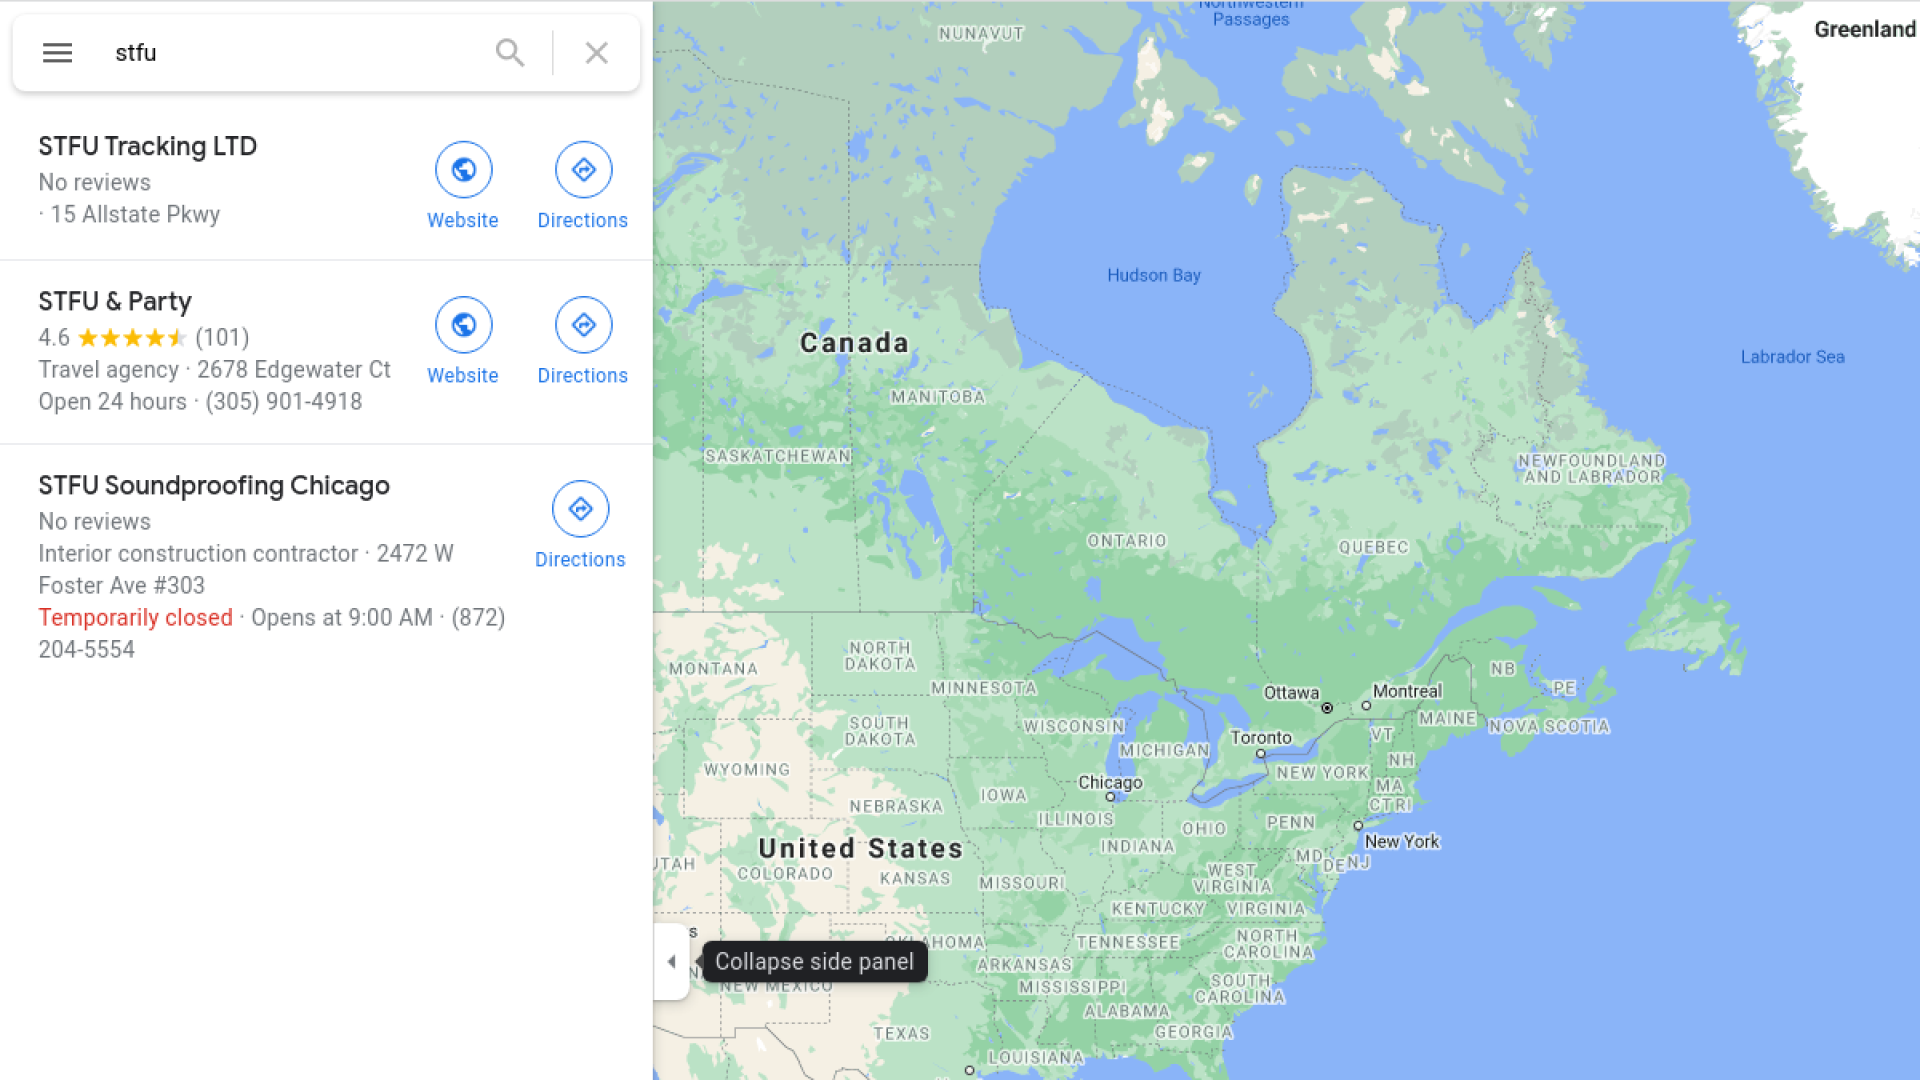 stfu
STFU Tracking LTD
No reviews
· 15 Allstate Pkwy
Website
Directions
STFU & Party
4.6 (101)
Travel agency · 2678 Edgewater Ct
Open 24 hours · (305) 901-4918
Website
Directions
STFU Soundproofing Chicago
No reviews
Interior construction contractor · 2472 W
Foster Ave #303
Temporarily closed · Opens at 9:00 AM · (872)
204-5554
Directions
Northwestern
Passages
NUNAVUT
Greenland
Hudson Bay
Canada
Labrador Sea
MANITOBA
SASKATCHEWAN
NEWFOUNDLAND
AND LABRADOR
ONTARIO
QUEBEC
MONTANA
NORTH
DAKOTA
MINNESOTA
NB
PE
Ottawa
Montreal
MAINE
NOVA SCOTIA
SOUTH
DAKOTA
WISCONSIN
MICHIGAN
Toronto
VT
NH
WYOMING
NEW YORK
Chicago
MA
CT RI
IOWA
NEBRASKA
ILLINOIS
OHIO
PENN
New York
United States
INDIANA
MD
DE
NJ
UTAH
COLORADO
KANSAS
MISSOURI
WEST
VIRGINIA
KENTUCKY
VIRGINIA
s
OKLAHOMA
TENNESSEE
NORTH
CAROLINA
Collapse side panel
ARKANSAS
NEW MEXICO
MISSISSIPPI
SOUTH
CAROLINA
ALABAMA
TEXAS
GEORGIA
LOUISIANA